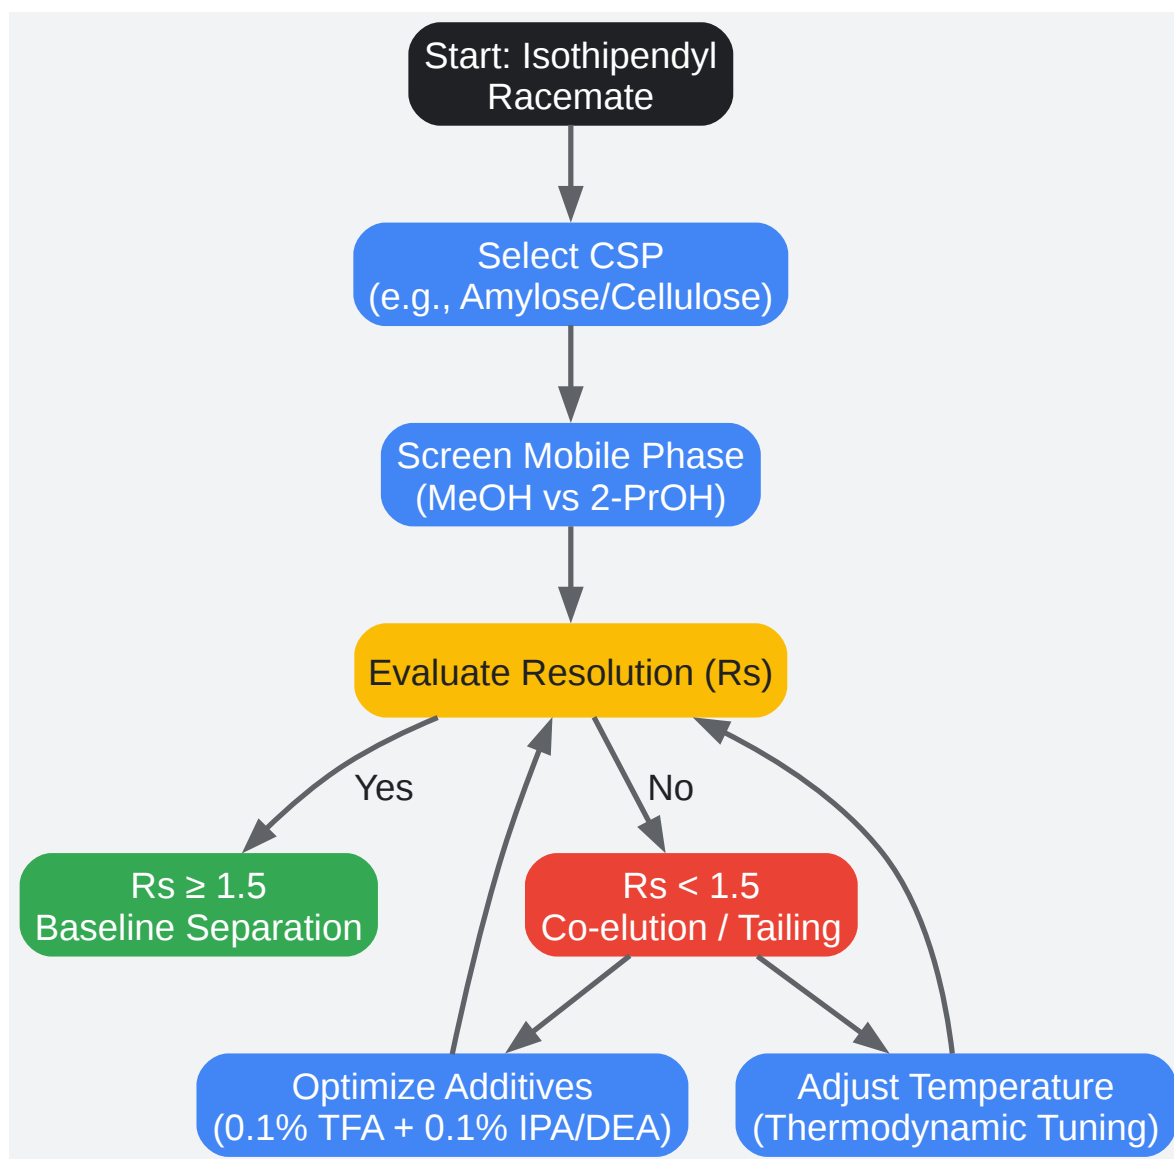 Start: Isothipendyl
Racemate
Select CSP
(e.g., Amylose/Cellulose)
Screen Mobile Phase
(MeOH vs 2-PrOH)
Evaluate Resolution (Rs)
Yes
No
Rs ≥ 1.5
Baseline Separation
Rs < 1.5
Co-elution / Tailing
Optimize Additives
(0.1% TFA + 0.1% IPA/DEA)
Adjust Temperature
(Thermodynamic Tuning)